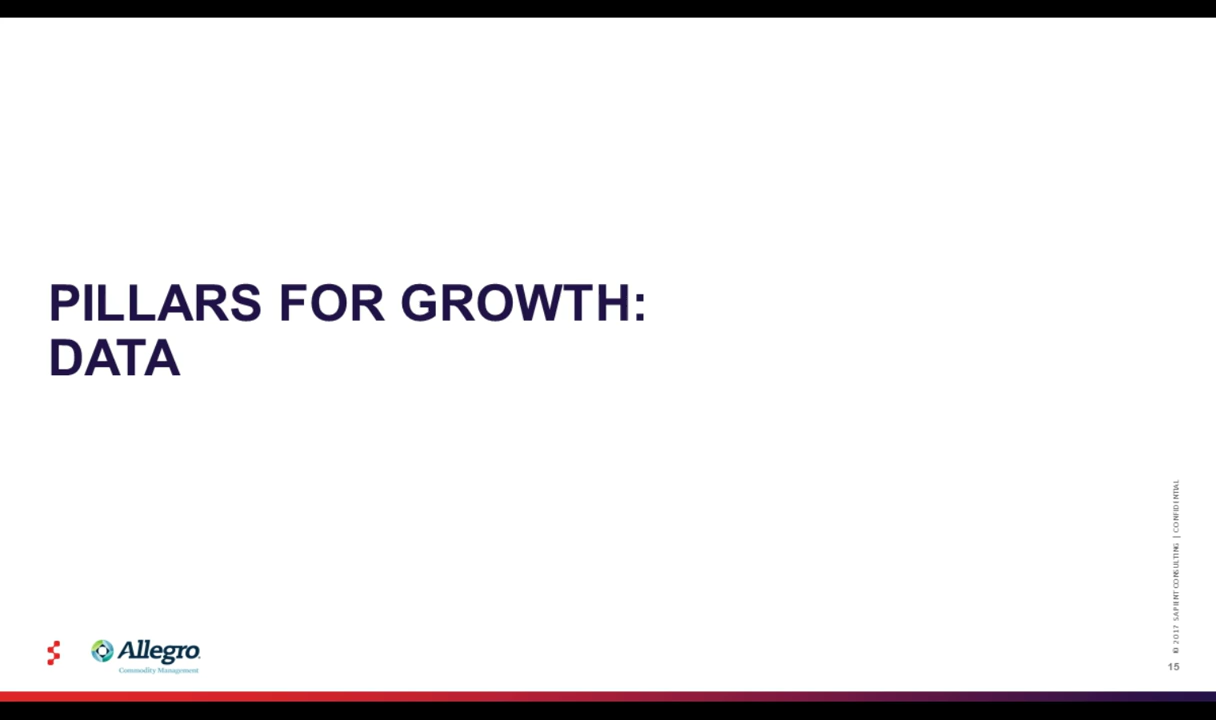 PILLARS FOR GROWTH:
DATA
Allegro
Commodity Management
© 2017 SAPIENT CONSULTING | CONFIDENTIAL
15